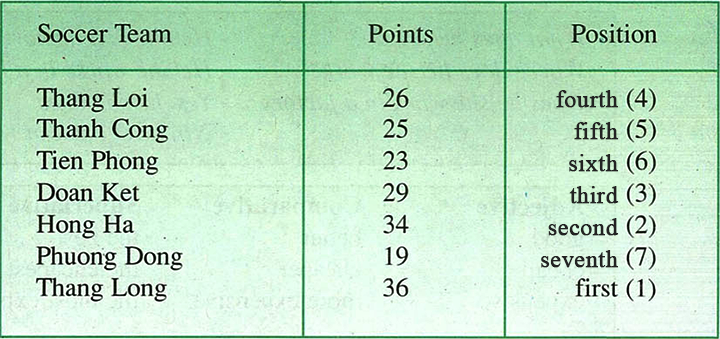 Soccer Team Points Position
Thang Loi 26 fourth (4)
Thanh Cong 25 fifth (5)
Tien Phong 23 sixth (6)
Doan Ket 29 third (3)
Hong Ha 34 second (2)
Phuong Dong 19 seventh (7)
Thang Long 36 first (1)